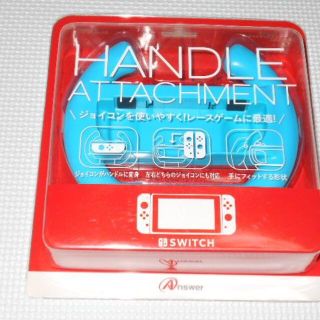 HANDLE
ATTACHMENT
\ ジョイコンを使いやすく!レースゲームに最適! /
ジョイコンがハンドルに変身 左右どちらのジョイコンにも対応 手にフィットする形状
SWITCH
Answer